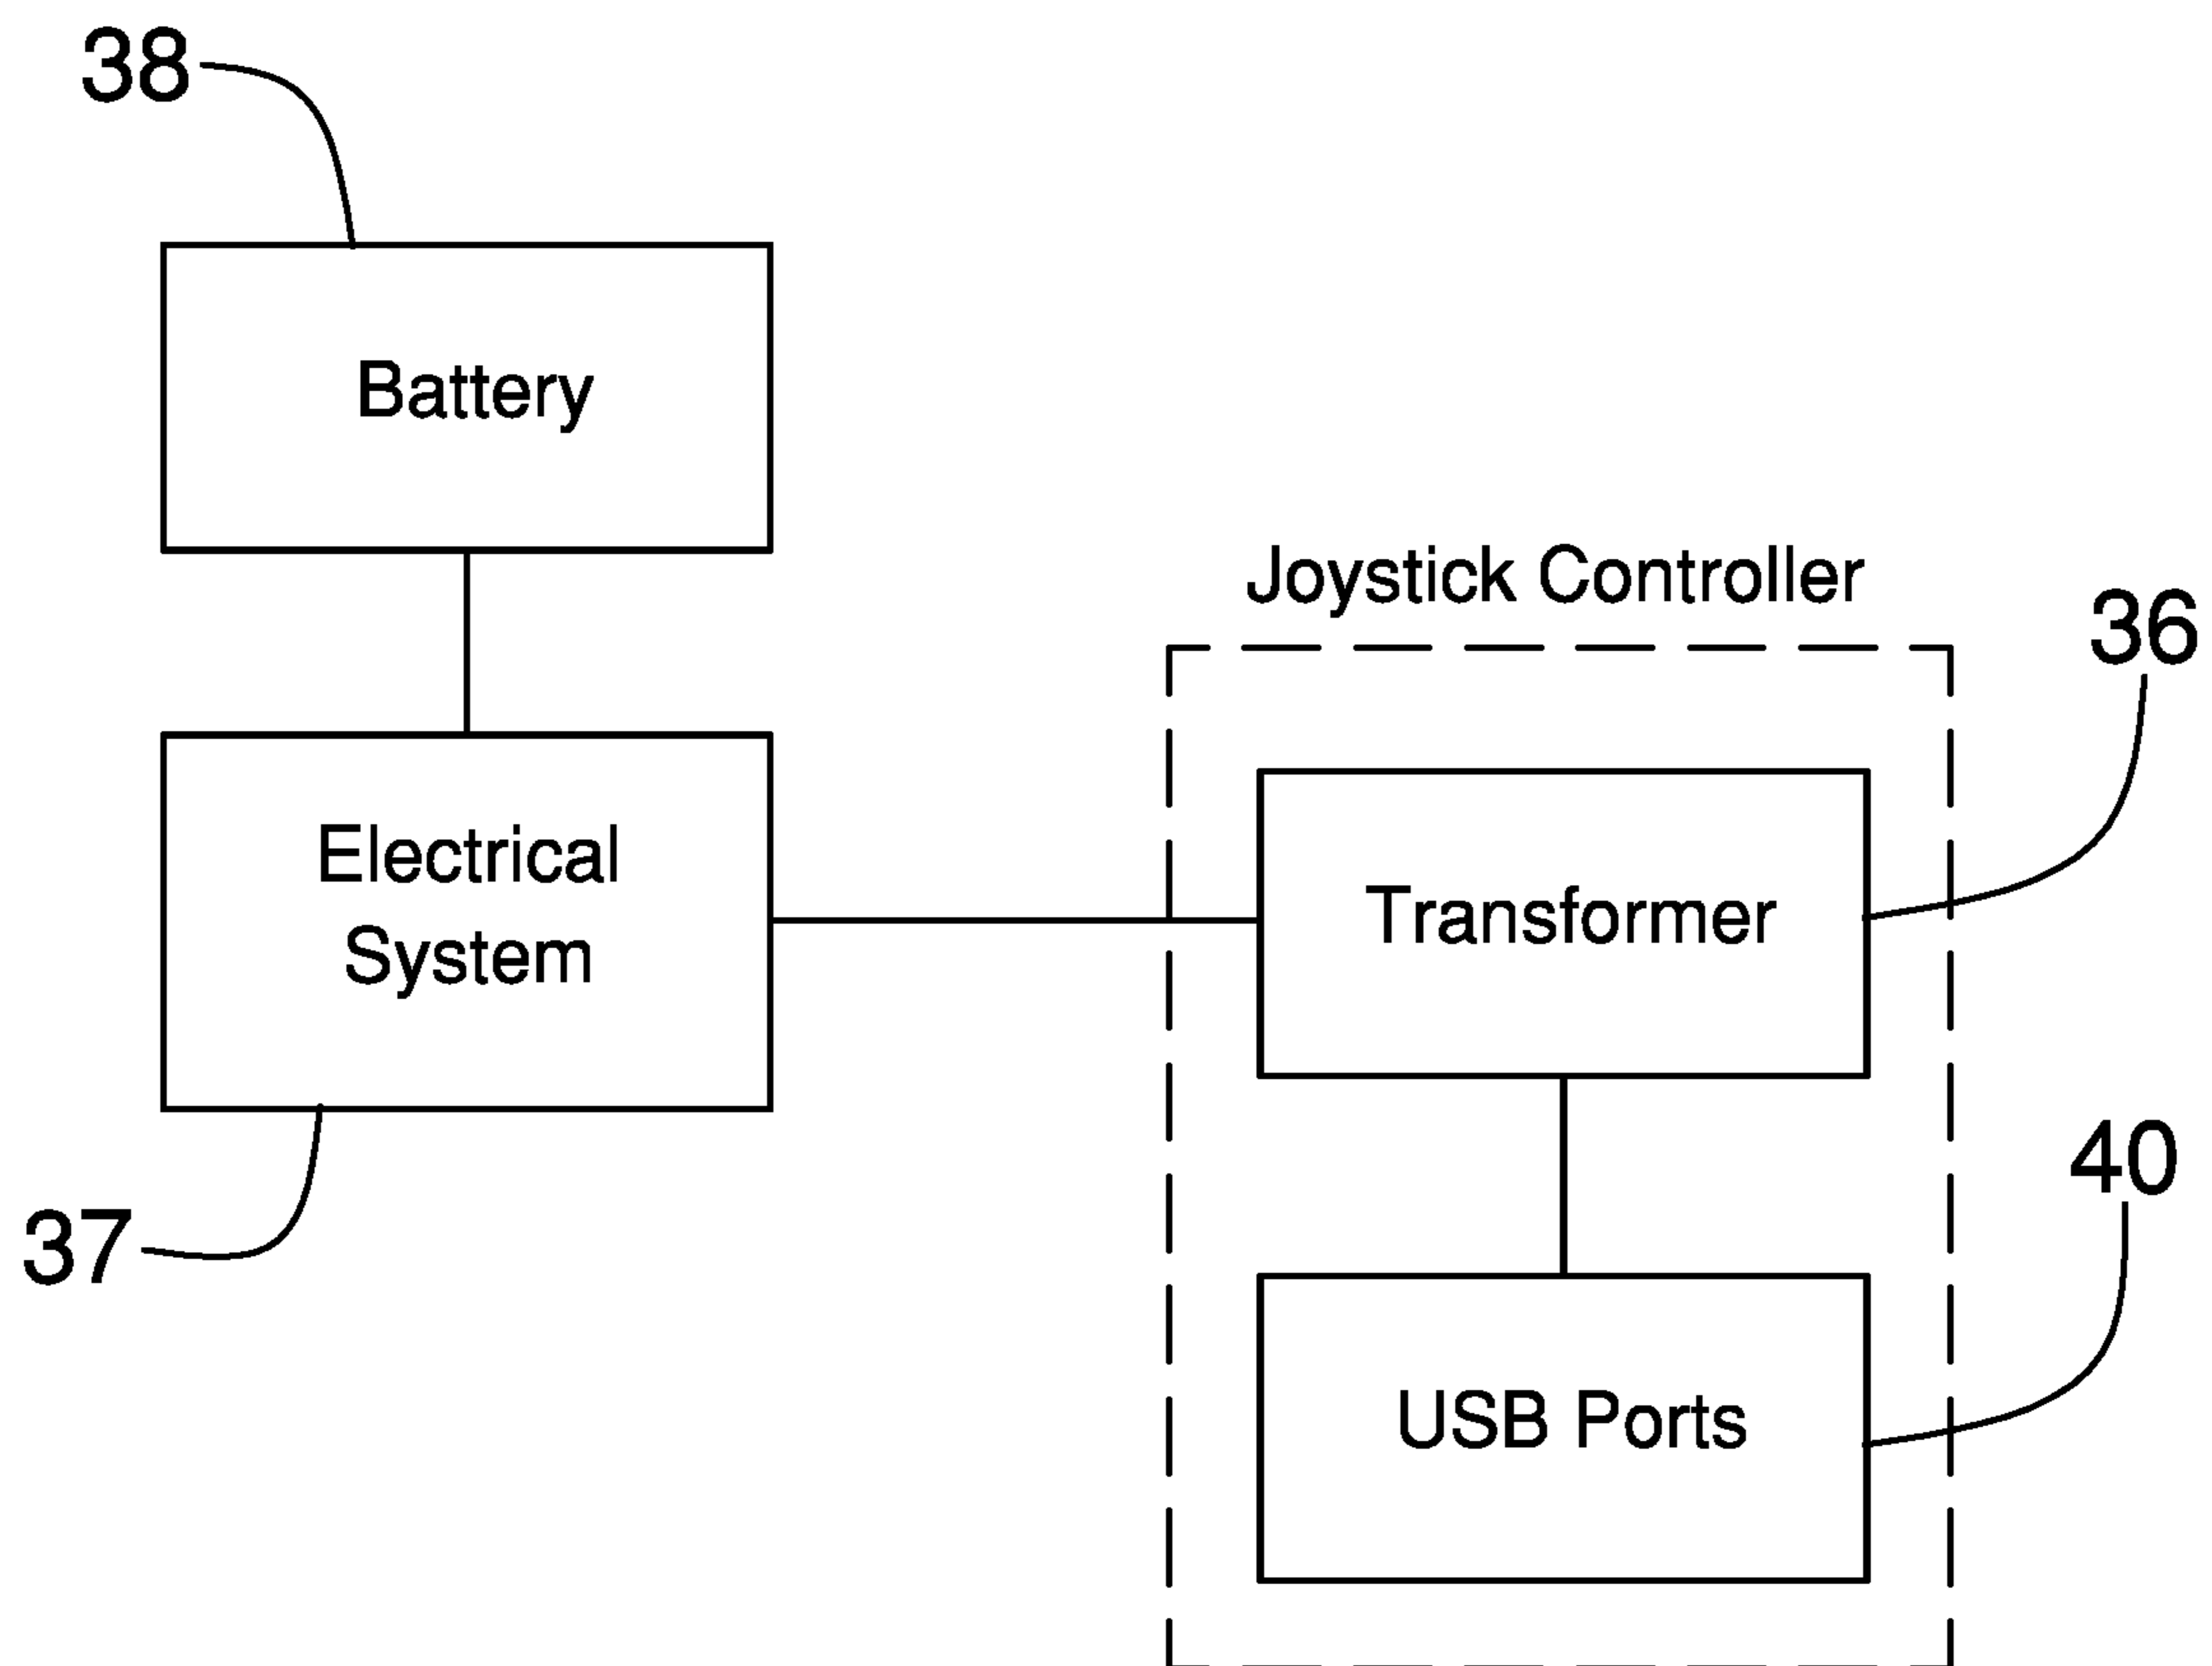 38
Battery
Joystick Controller
36
Electrical
System
Transformer
40
37
USB Ports